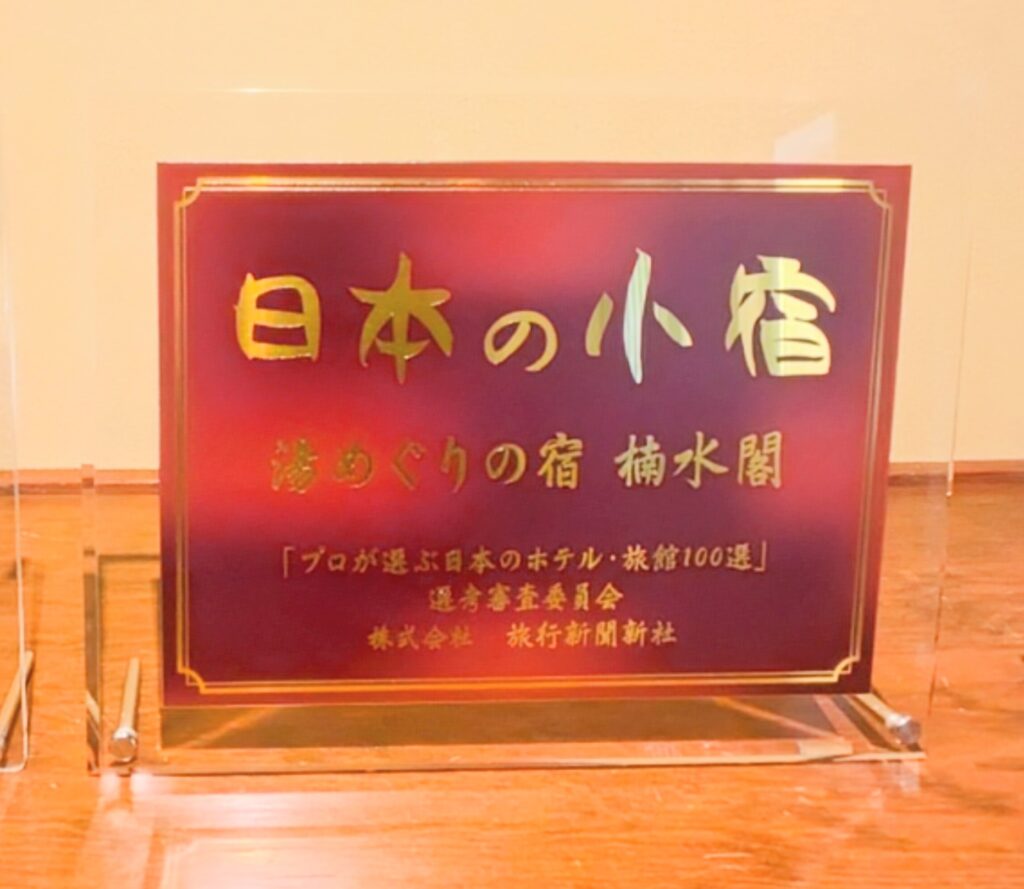 日本の小宿
湯めぐりの宿 楠水閣
「プロが選ぶ日本のホテル・旅館100選」
選考審査委員会
株式会社 旅行新聞新社